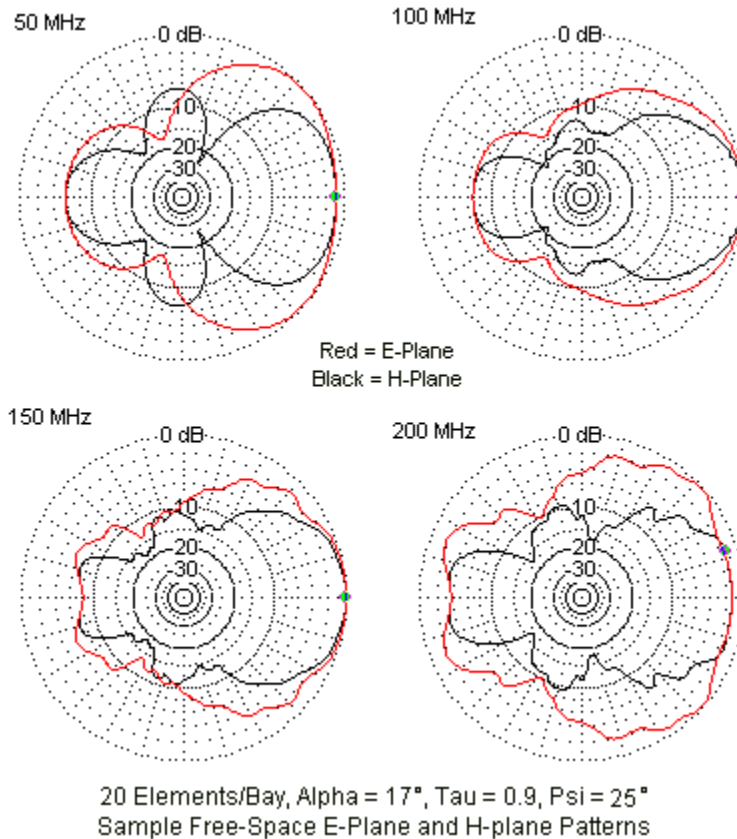 50 MHz
0 dB
10
20
30
100 MHz
0 dB
10
20
30
Red = E-Plane
Black = H-Plane
150 MHz
0 dB
10
20
30
200 MHz
0 dB
10
20
30
20 Elements/Bay, Alpha = 17°, Tau = 0.9, Psi = 25°
Sample Free-Space E-Plane and H-plane Patterns